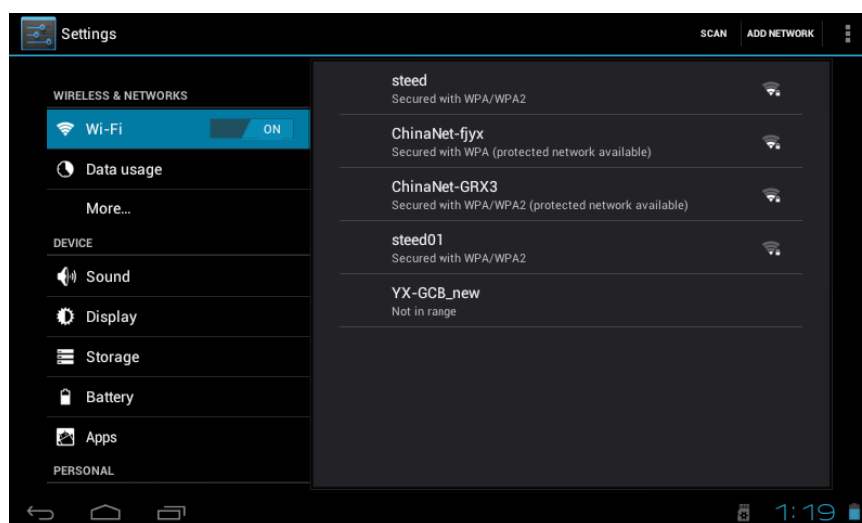 Settings
SCAN
ADD NETWORK
WIRELESS & NETWORKS
Wi-Fi
ON
Data usage
More...
DEVICE
Sound
Display
Storage
Battery
Apps
PERSONAL
steed
Secured with WPA/WPA2
ChinaNet-fjyx
Secured with WPA (protected network available)
ChinaNet-GRX3
Secured with WPA/WPA2 (protected network available)
steed01
Secured with WPA/WPA2
YX-GCB_new
Not in range
1:19